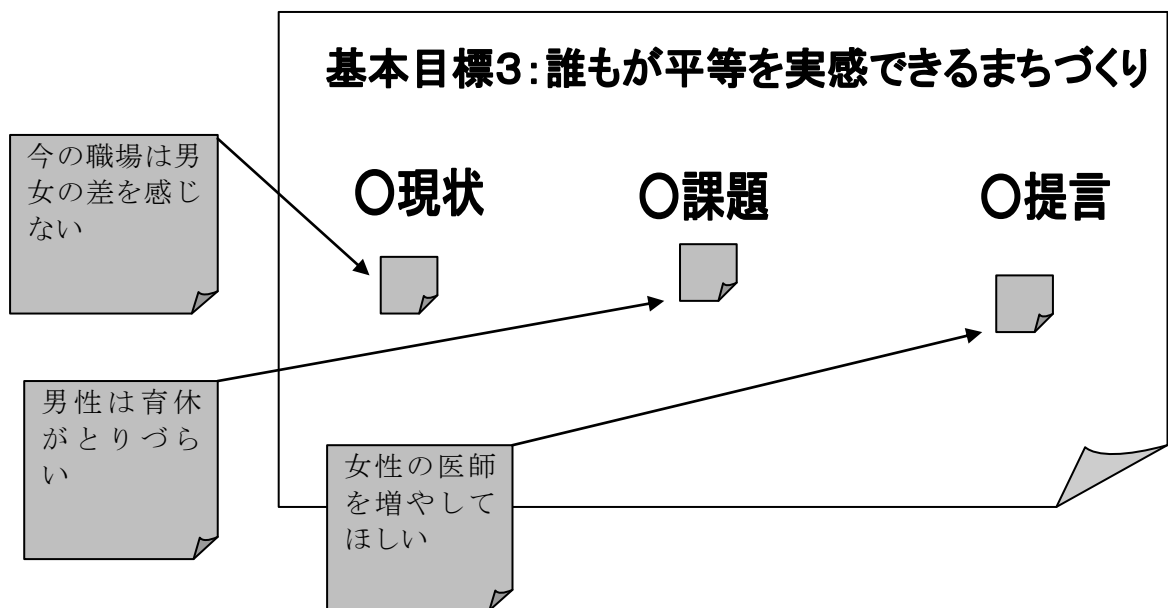 基本目標３：誰もが平等を実感できるまちづくり
今の職場は男
女の差を感じ
ない
○現状
○課題
○提言
男性は育休
がとりづら
い
女性の医師
を増やして
ほしい